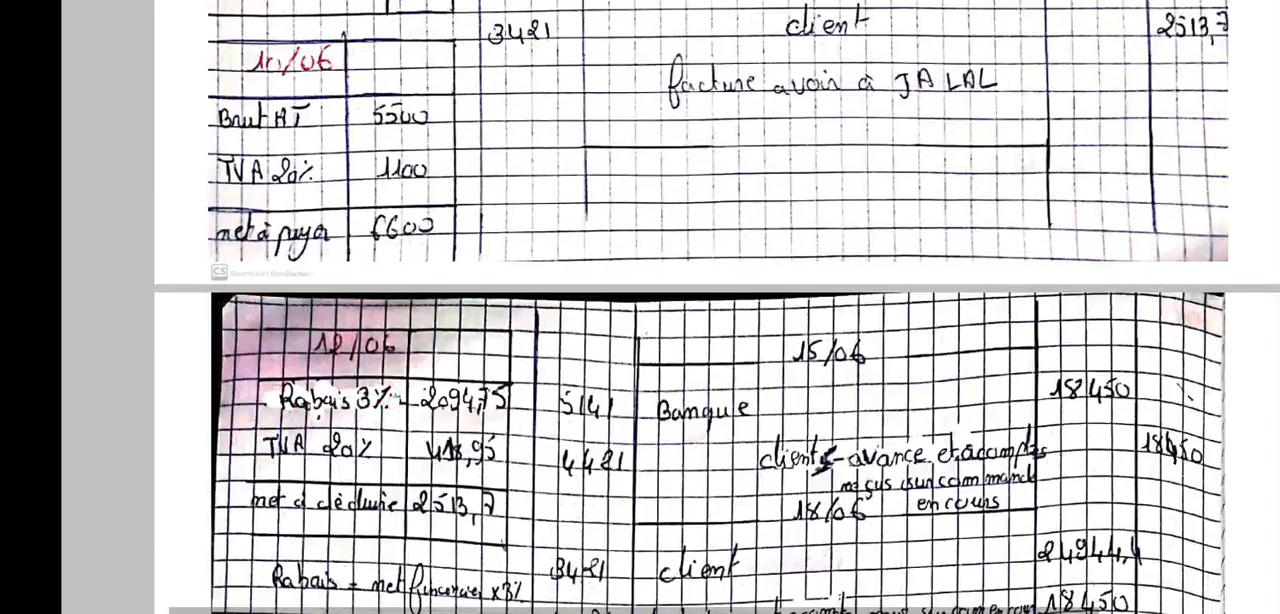 3421 client 2513,7
11/06
facture avoir à JALAL
Brut HT 5500
TVA 20% 1100
net à payer 6600
CS
12/06
15/06
Rabais 3% 2094,75 5141 Banque 18450
TVA 20% 418,95 4421 client - avance et acomptes 18450
reçus sur commande
net à déduire 2513,7 18/06 en cours
3421 client 24944,4
Rabais = net financier x3%
18450